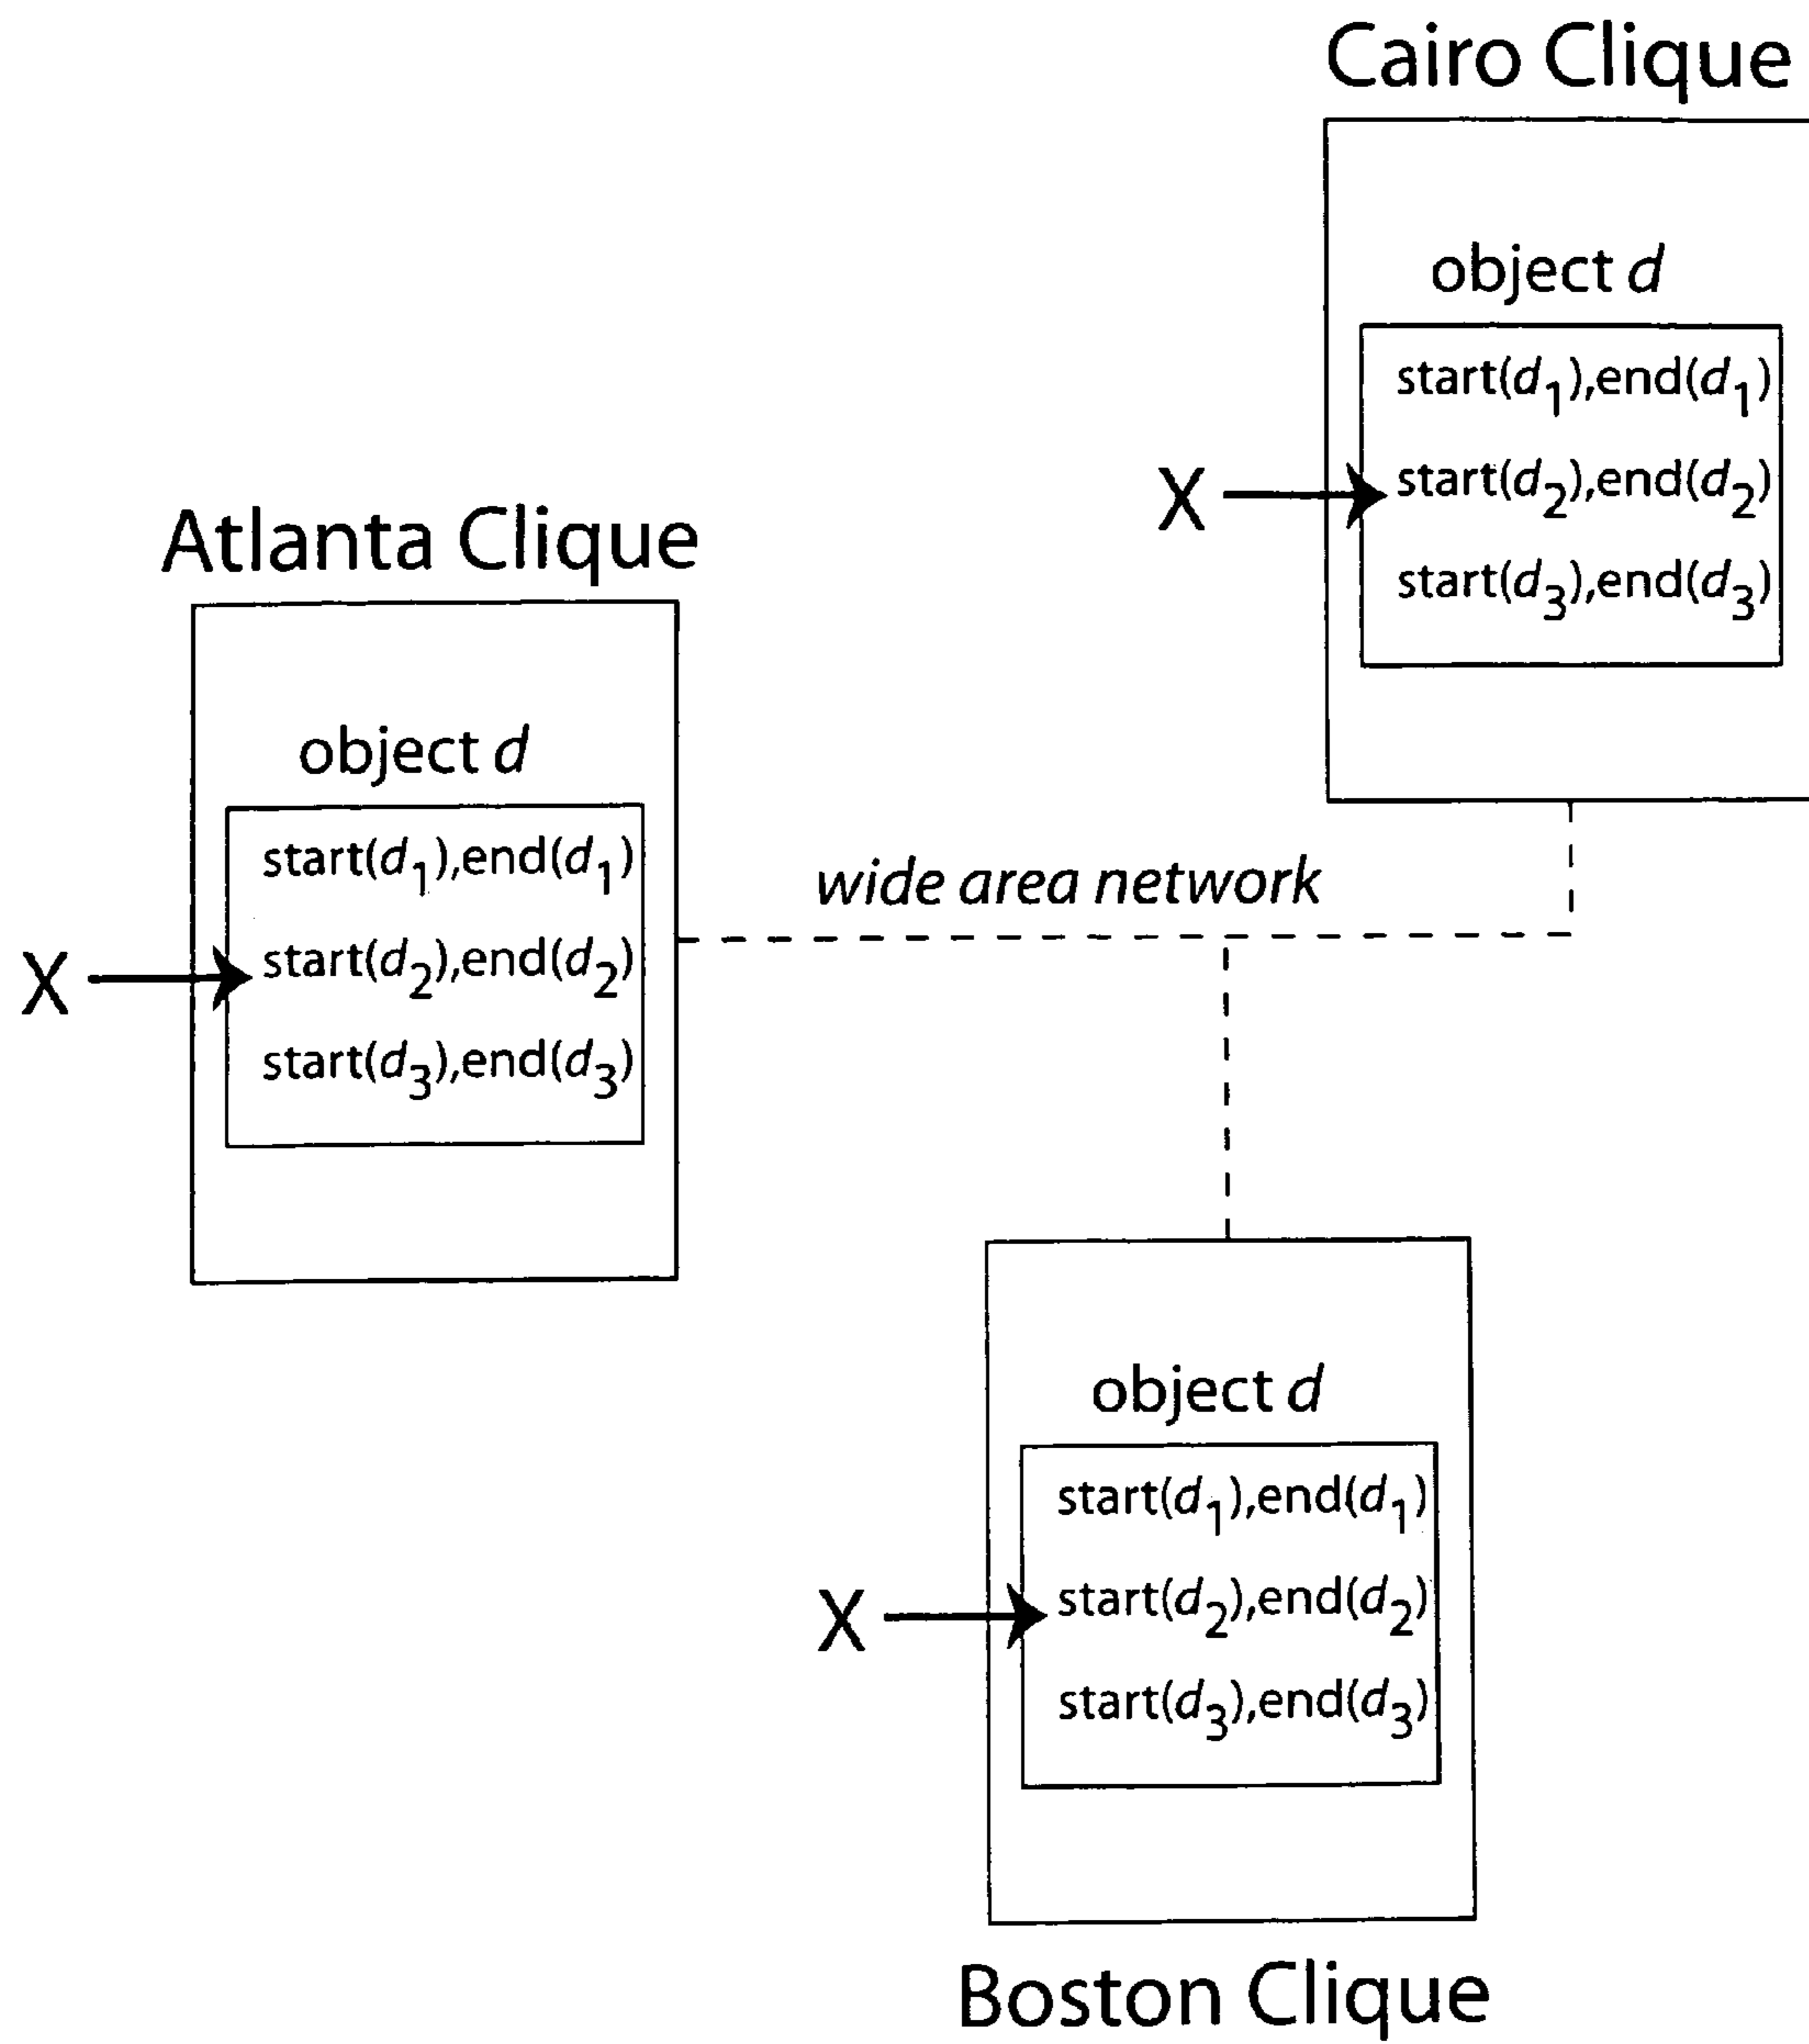 Cairo Clique
object d
start(d1),end(d1)
X
start(d2),end(d2)
start(d3),end(d3)
Atlanta Clique
object d
start(d1),end(d1)
X
start(d2),end(d2)
start(d3),end(d3)
wide area network
object d
start(d1),end(d1)
X
start(d2),end(d2)
start(d3),end(d3)
Boston Clique